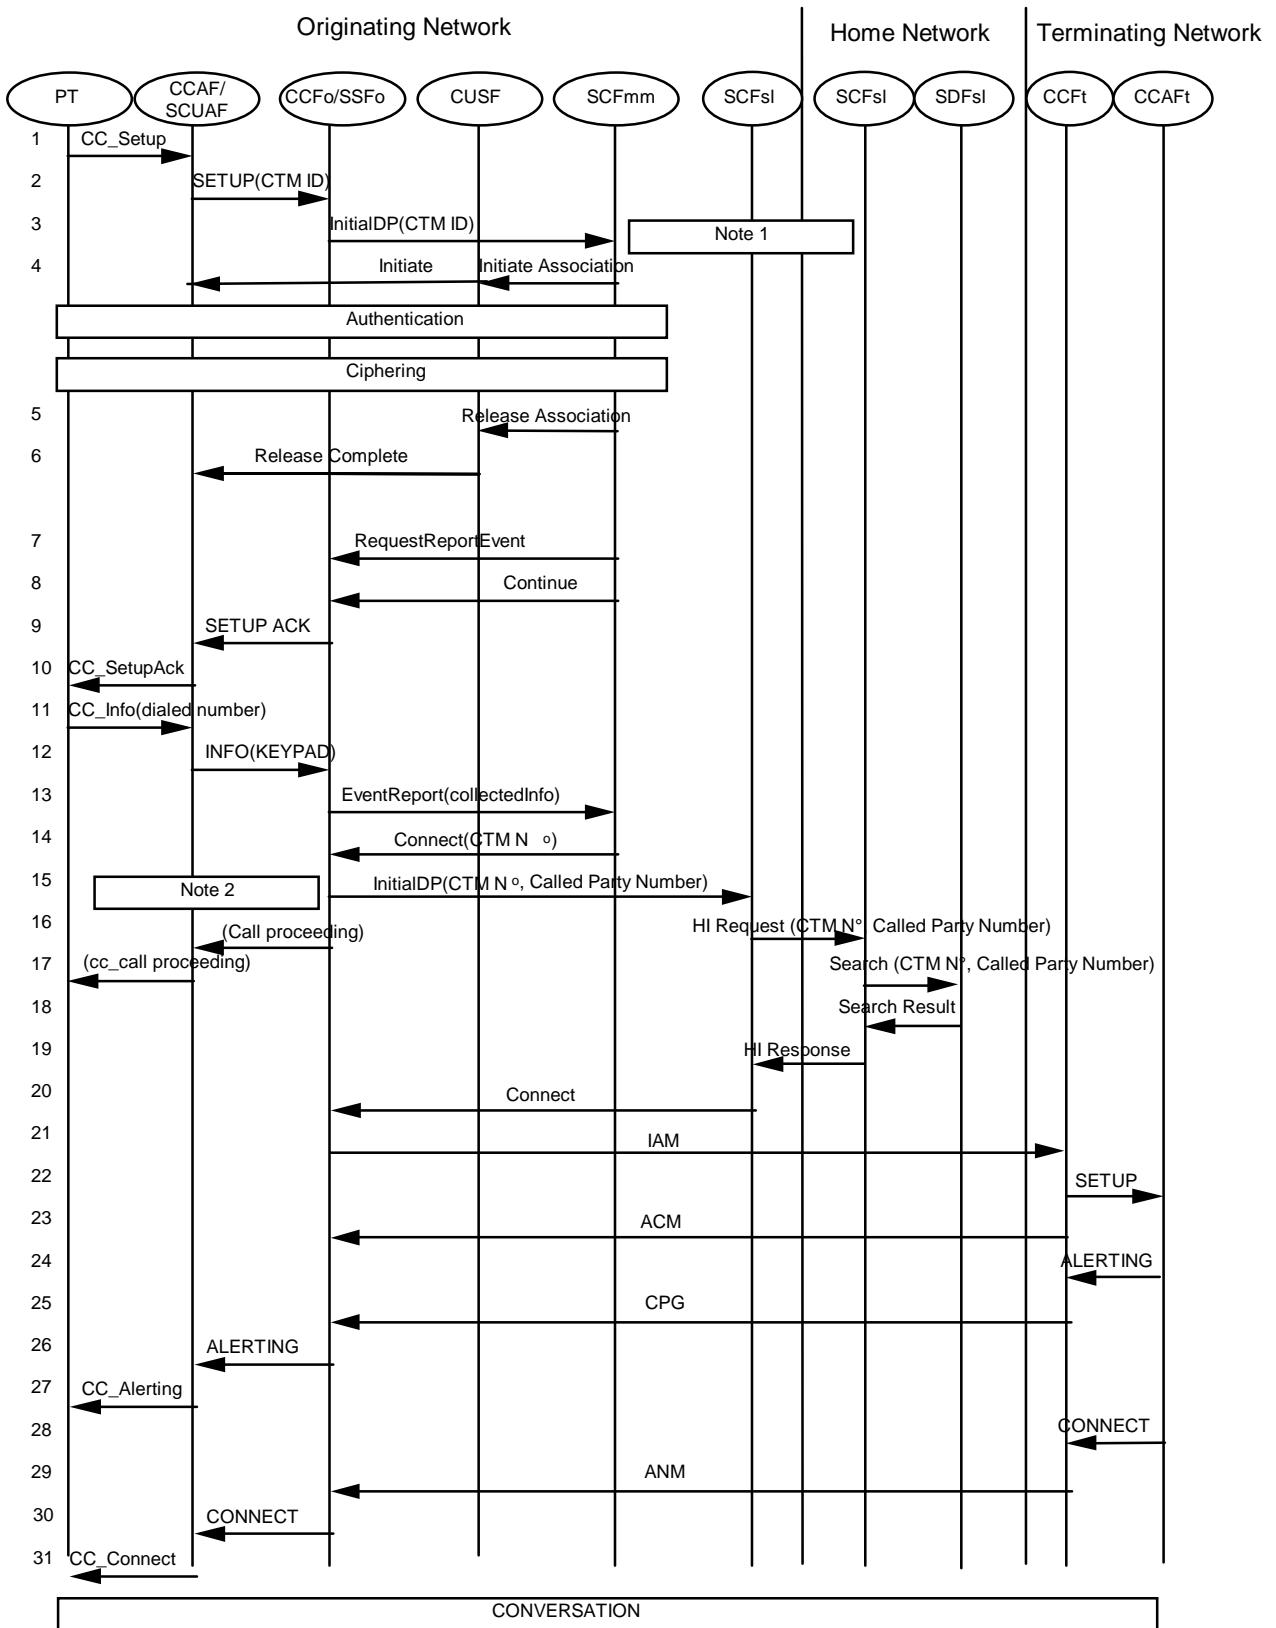 Originating Network
Home Network
Terminating Network
PT
CCAF/
SCUAF
CCFo/SSFo
CUSF
SCFmm
SCFsl
SCFsl
SDFsl
CCFt
CCAFt
1 CC_Setup
2 SETUP(CTM ID)
3 InitialDP(CTM ID) Note 1
4 Initiate Initiate Association
Authentication
Ciphering
5 Release Association
6 Release Complete
7 RequestReportEvent
8 Continue
9 SETUP ACK
10 CC_SetupAck
11 CC_Info(dialed number)
12 INFO(KEYPAD)
13 EventReport(collectedInfo)
14 Connect(CTM N o)
15 Note 2 InitialDP(CTM N o, Called Party Number)
16 (Call proceeding) HI Request (CTM N°, Called Party Number)
17 (cc_call proceeding) Search (CTM N°, Called Party Number)
18 Search Result
19 HI Response
20 Connect
21 IAM
22 SETUP
23 ACM
24 ALERTING
25 CPG
26 ALERTING
27 CC_Alerting
28 CONNECT
29 ANM
30 CONNECT
31 CC_Connect
CONVERSATION